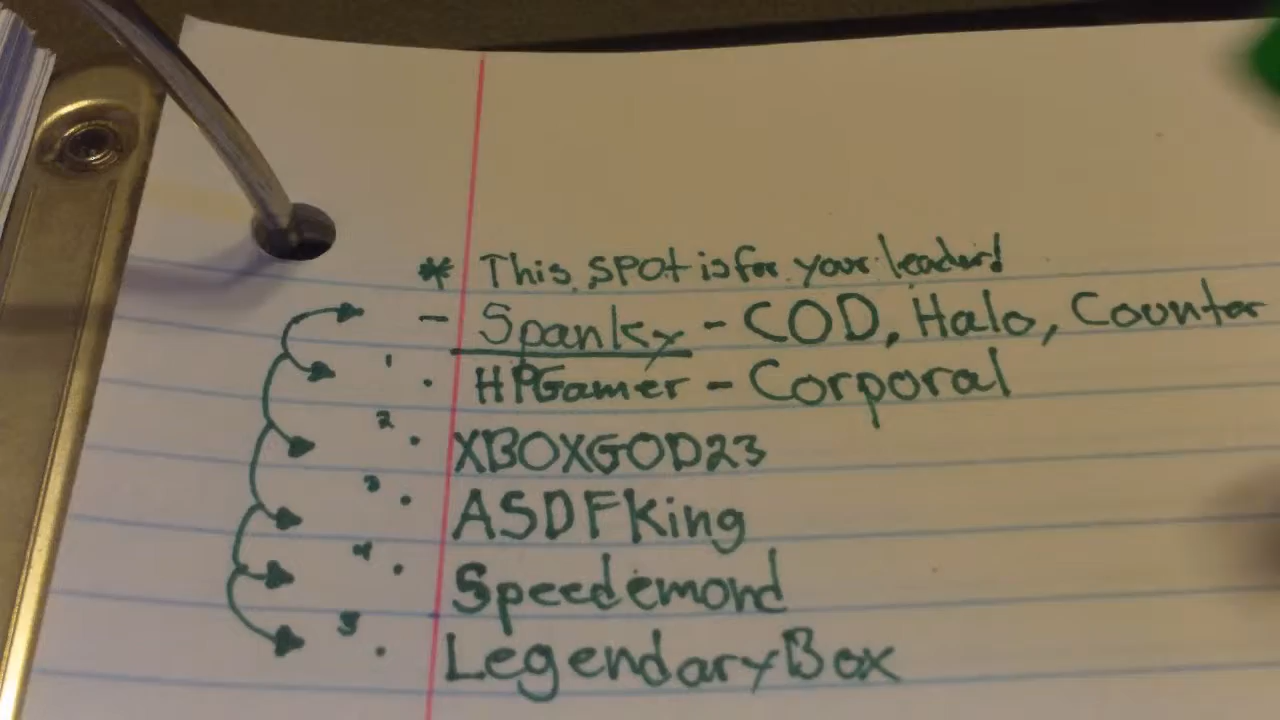 * This spot is for your leader!
- Spanky - COD, Halo, Counter
1 . HPGamer - Corporal
2 . XBOXGOD23
3 . ASDFKing
4 . Speedemond
5 . LegendaryBox